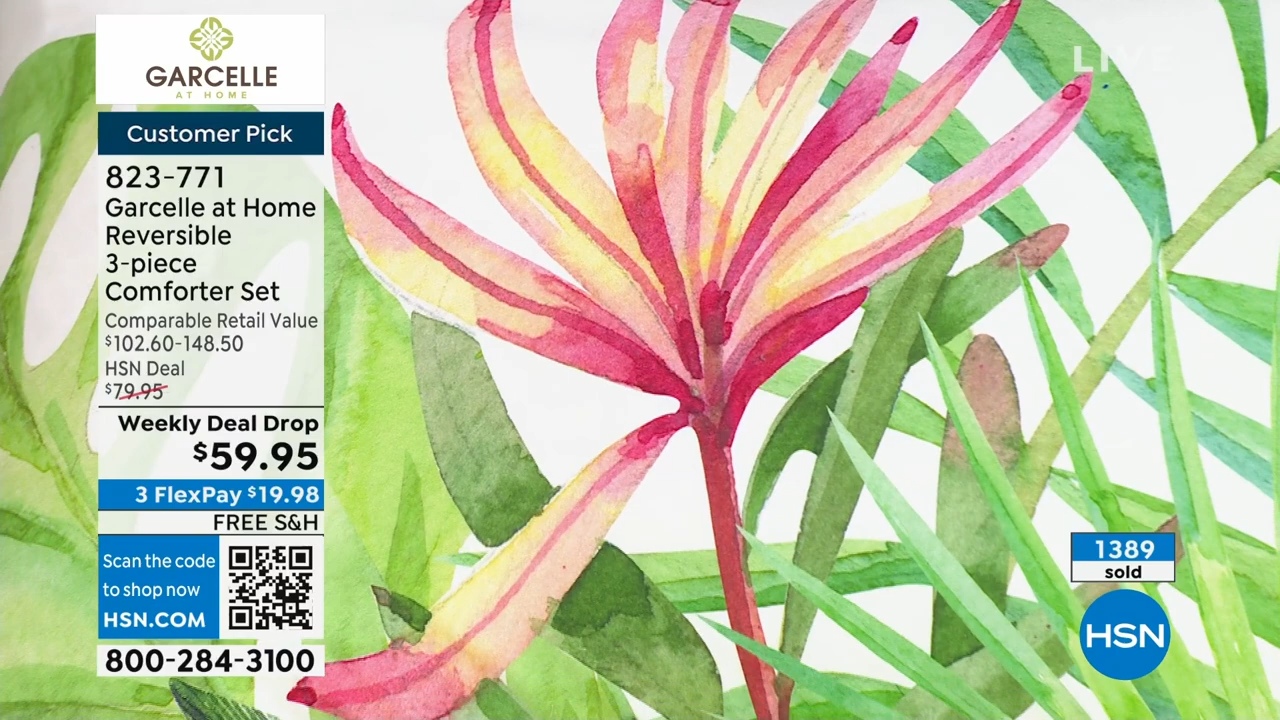 GARCELLE
AT HOME
Customer Pick
823-771
Garcelle at Home
Reversible
3-piece
Comforter Set
Comparable Retail Value
$102.60-148.50
HSN Deal
$79.95
Weekly Deal Drop
$59.95
3 FlexPay $19.98
FREE S&H
Scan the code
to shop now
HSN.COM
800-284-3100
LIVE
1389
sold
HSN